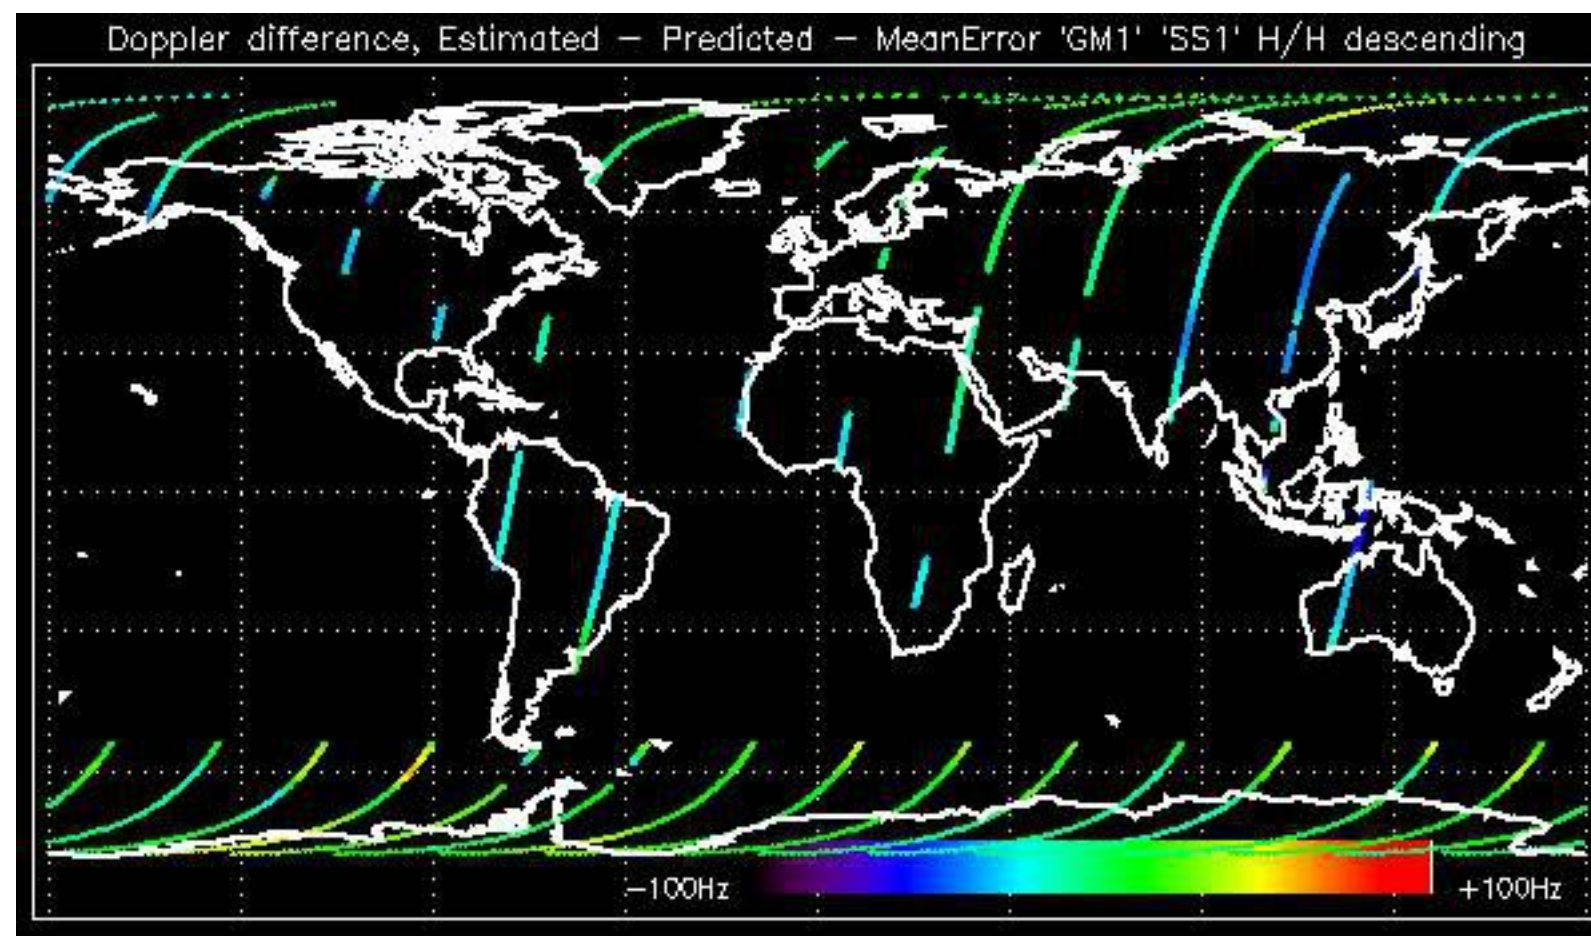 Doppler difference, Estimated – Predicted – MeanError 'GM1' 'SS1' H/H descending
–100Hz +100Hz